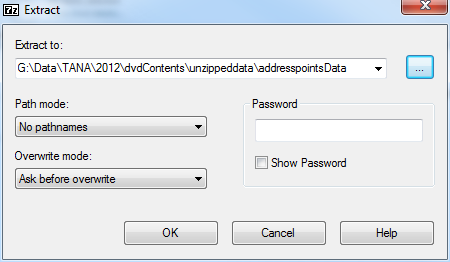 7z Extract
Extract to:
G:\Data\TANA\2012\dvdContents\unzippeddata\addresspointsData
...
Path mode:
No pathnames
Overwrite mode:
Ask before overwrite
Password
Show Password
OK
Cancel
Help